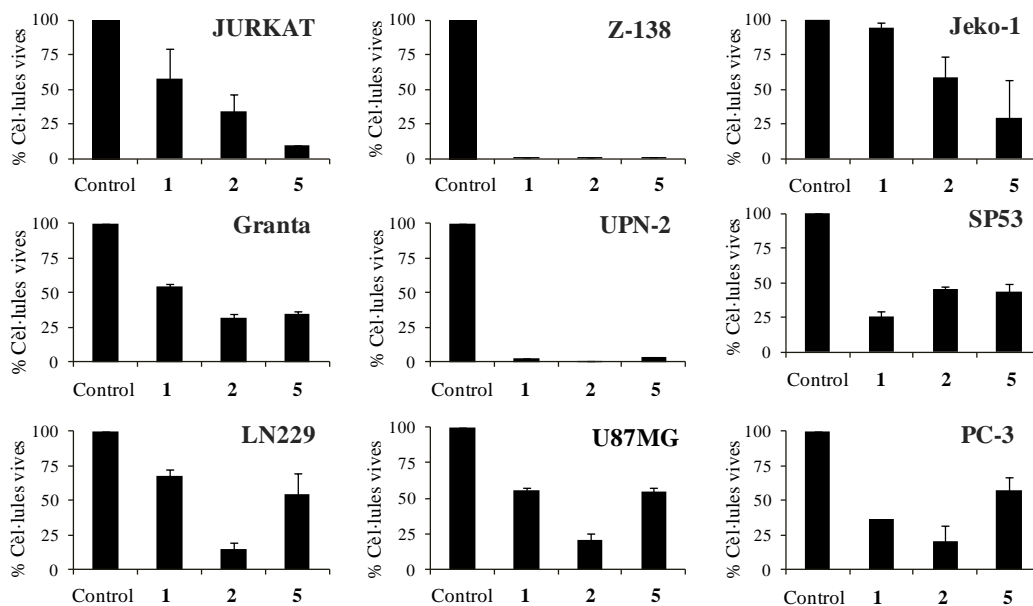 JURKAT
% Cèl·lules vives
100
75
50
25
0
Control 1 2 5
Z-138
% Cèl·lules vives
100
75
50
25
0
Control 1 2 5
Jeko-1
% Cèl·lules vives
100
75
50
25
0
Control 1 2 5
Granta
% Cèl·lules vives
100
75
50
25
0
Control 1 2 5
UPN-2
% Cèl·lules vives
100
75
50
25
0
Control 1 2 5
SP53
% Cèl·lules vives
100
75
50
25
0
Control 1 2 5
LN229
% Cèl·lules vives
100
75
50
25
0
Control 1 2 5
U87MG
% Cèl·lules vives
100
75
50
25
0
Control 1 2 5
PC-3
% Cèl·lules vives
100
75
50
25
0
Control 1 2 5